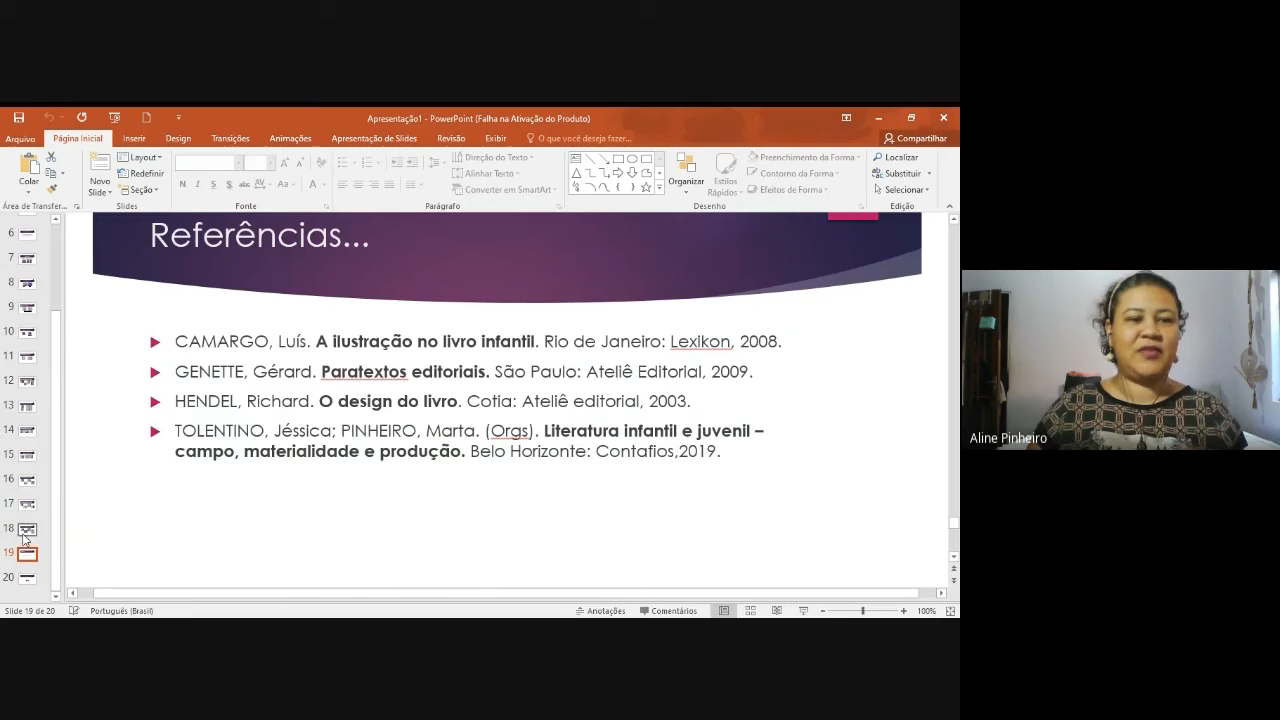 Apresentação1 - PowerPoint (Falha na Ativação do Produto)
Arquivo Página Inicial Inserir Design Transições Animações Apresentação de Slides Revisão Exibir O que você deseja fazer... Compartilhar
Colar
Novo Slide
Layout
Redefinir
Seção
N I S S abc AV Aa A
Direção do Texto
Alinhar Texto
Converter em SmartArt
Organizar
Estilos Rápidos
Preenchimento da Forma
Contorno da Forma
Efeitos de Forma
Localizar
Substituir
Selecionar
Área de Transfer... Slides Fonte Parágrafo Desenho Edição
6
7
8
9
10
11
12
13
14
15
16
17
18
19
20
Referências...
CAMARGO, Luís. A ilustração no livro infantil. Rio de Janeiro: Lexikon, 2008.
GENETTE, Gérard. Paratextos editoriais. São Paulo: Ateliê Editorial, 2009.
HENDEL, Richard. O design do livro. Cotia: Ateliê editorial, 2003.
TOLENTINO, Jéssica; PINHEIRO, Marta. (Orgs). Literatura infantil e juvenil –
campo, materialidade e produção. Belo Horizonte: Contafios,2019.
Aline Pinheiro
Slide 19 de 20 Português (Brasil) Anotações Comentários 100%